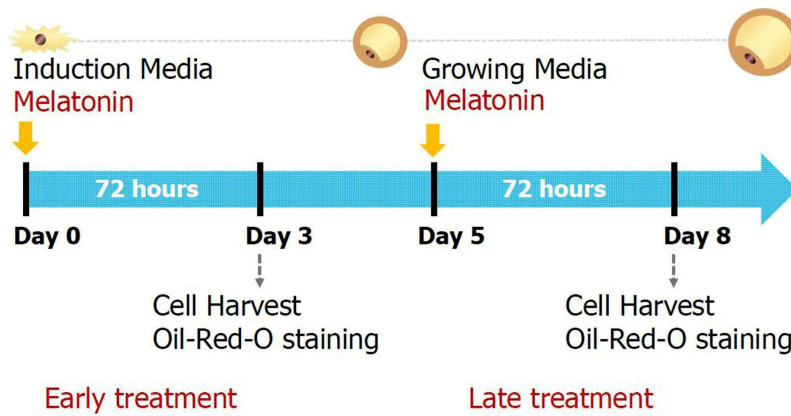 Induction Media
Melatonin
Growing Media
Melatonin
72 hours
72 hours
Day 0
Day 3
Day 5
Day 8
Cell Harvest
Oil-Red-O staining
Cell Harvest
Oil-Red-O staining
Early treatment
Late treatment